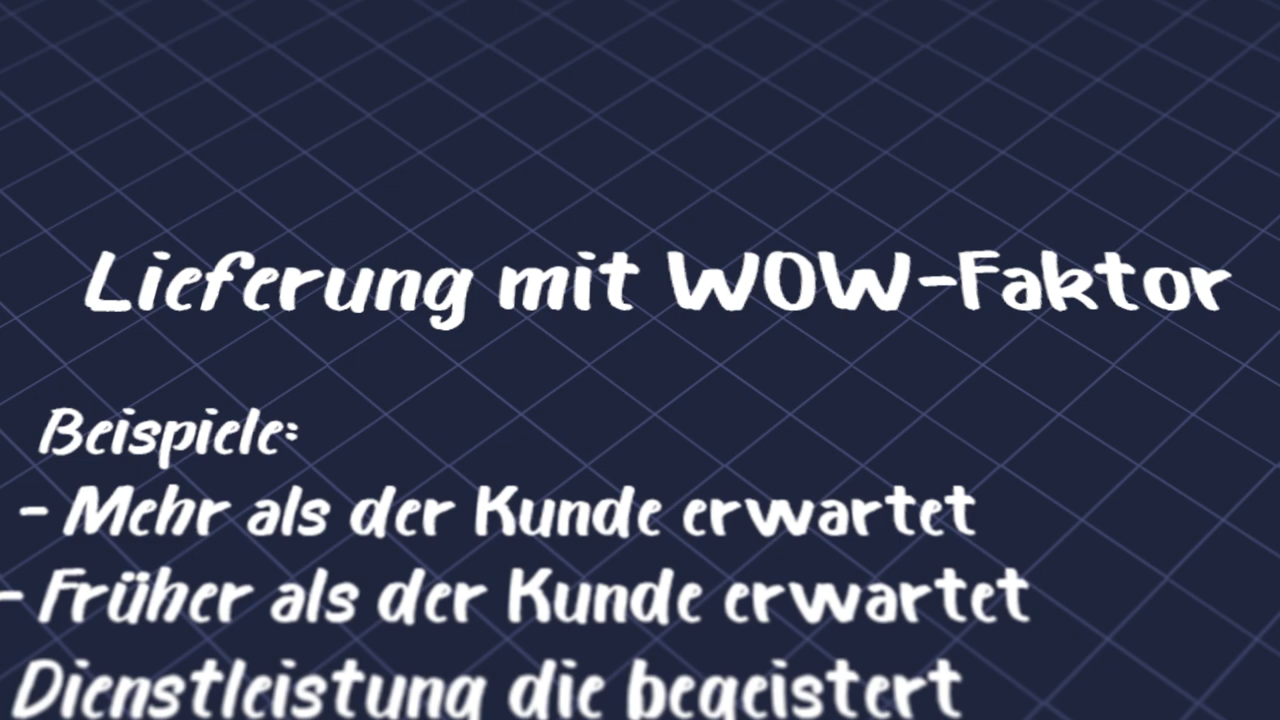 Lieferung mit WOW-Faktor
Beispiele:
- Mehr als der Kunde erwartet
- Früher als der Kunde erwartet
Dienstleistung die begeistert